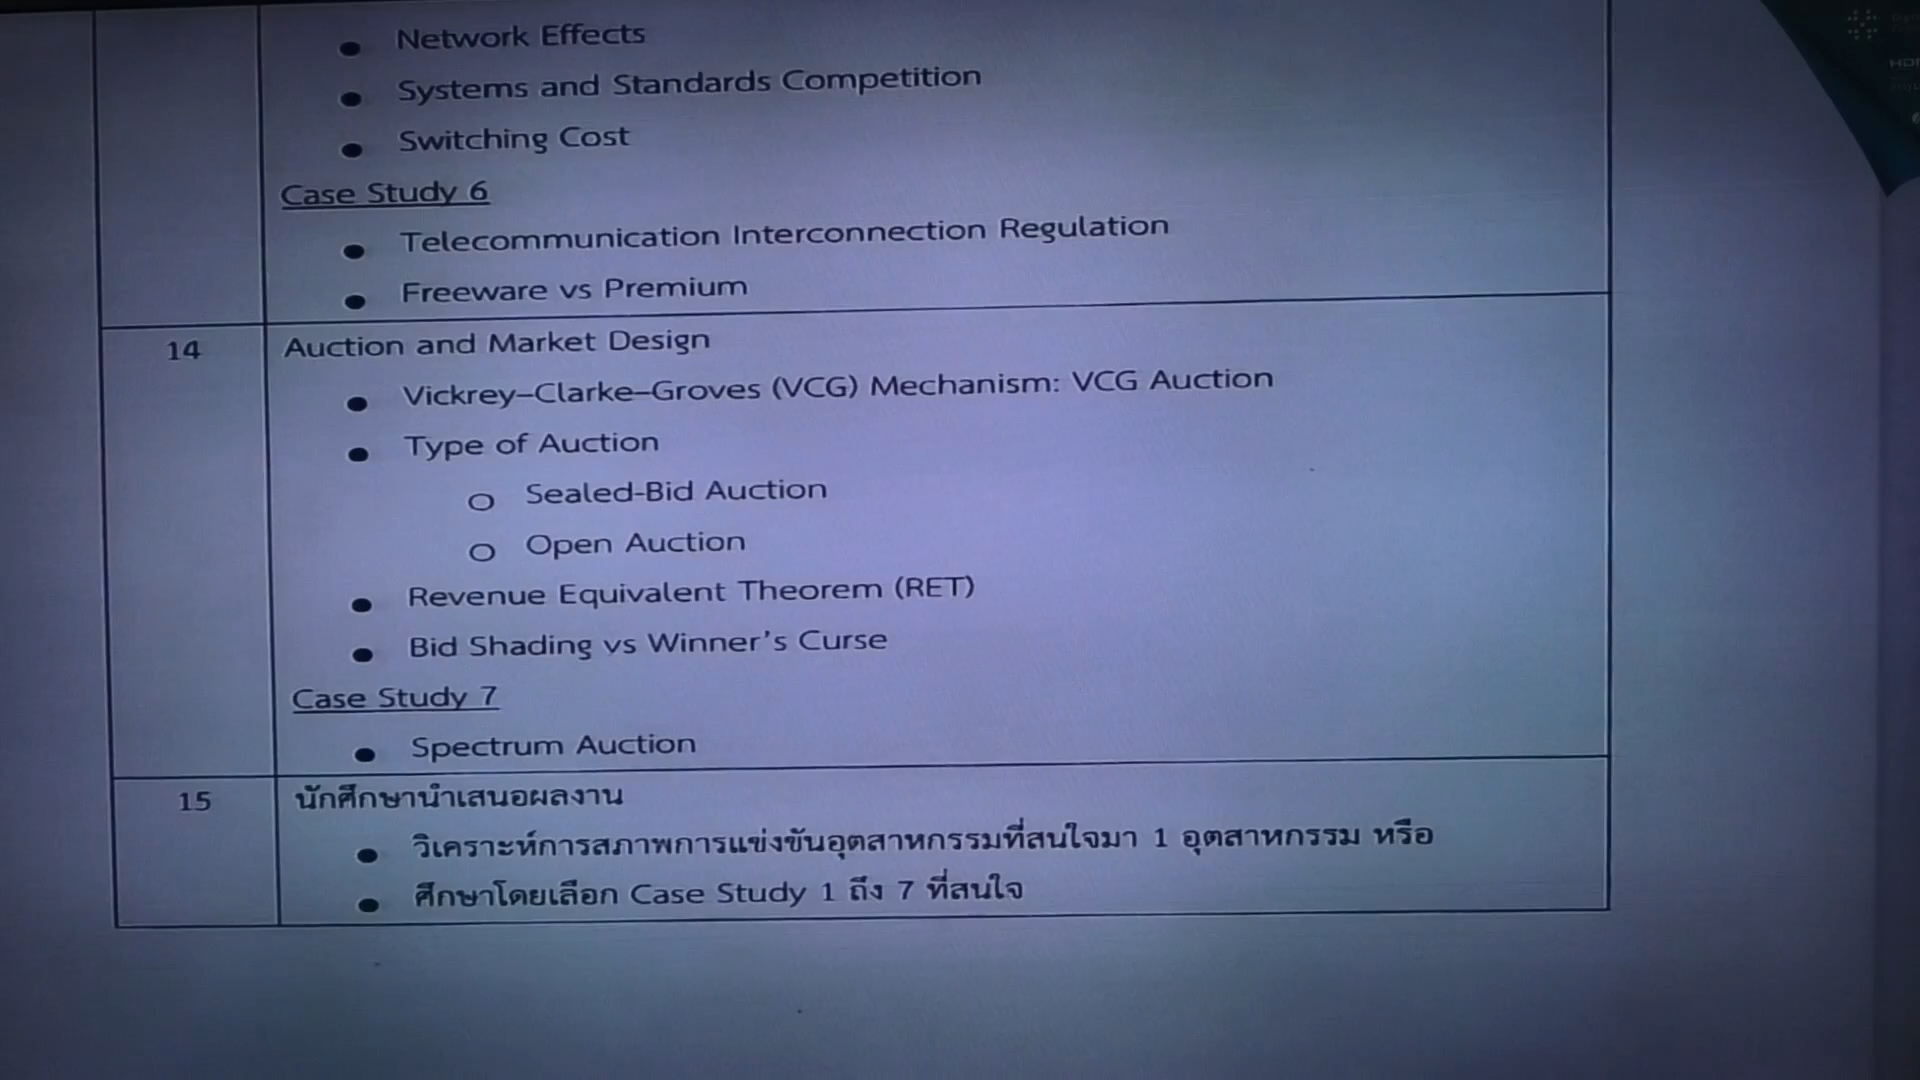 Network Effects
Systems and Standards Competition
Switching Cost
Case Study 6
Telecommunication Interconnection Regulation
Freeware vs Premium
14
Auction and Market Design
Vickrey–Clarke–Groves (VCG) Mechanism: VCG Auction
Type of Auction
Sealed-Bid Auction
Open Auction
Revenue Equivalent Theorem (RET)
Bid Shading vs Winner's Curse
Case Study 7
Spectrum Auction
15
นักศึกษานำเสนอผลงาน
วิเคราะห์การสภาพการแข่งขันอุตสาหกรรมที่สนใจมา 1 อุตสาหกรรม หรือ
ศึกษาโดยเลือก Case Study 1 ถึง 7 ที่สนใจ